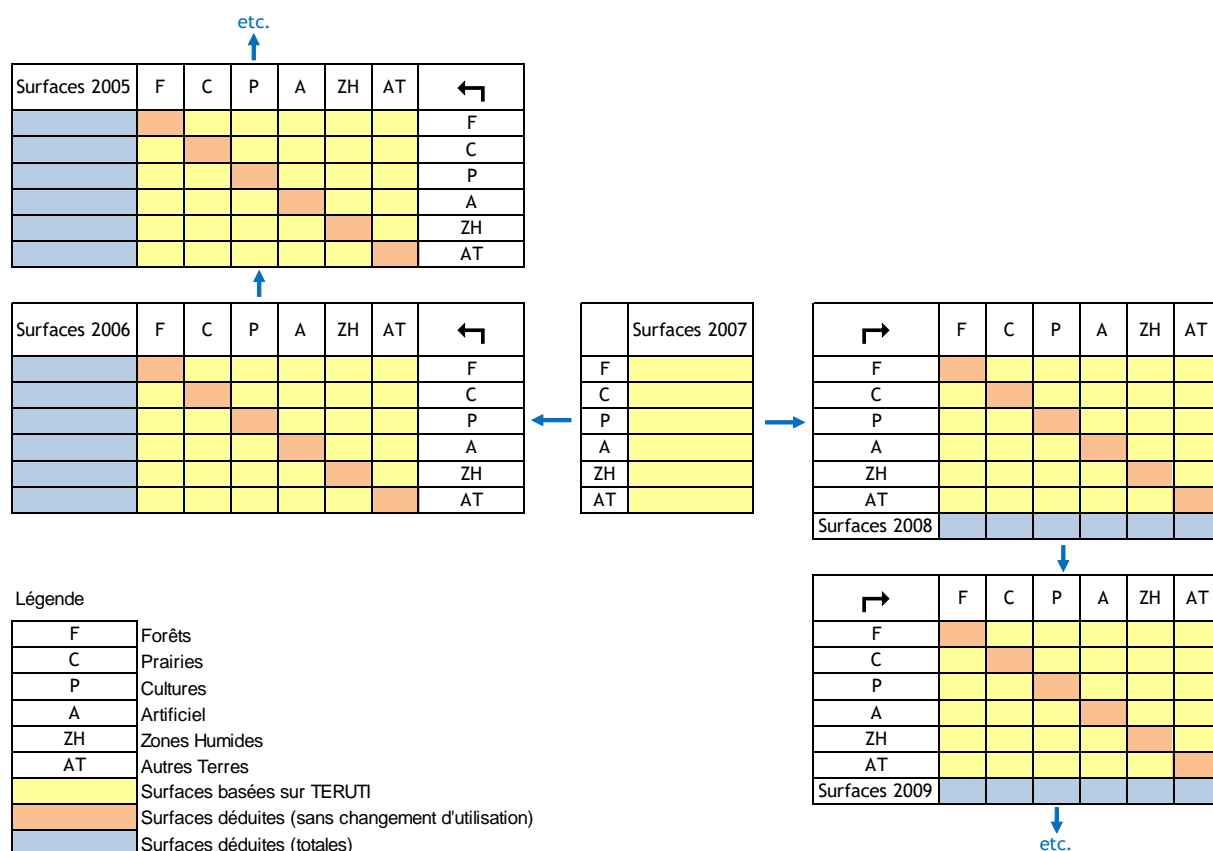 etc.
Surfaces 2005 F C P A ZH AT
F
C
P
A
ZH
AT
Surfaces 2006 F C P A ZH AT
F
C
P
A
ZH
AT
Surfaces 2007
F
C
P
A
ZH
AT
F C P A ZH AT
F
C
P
A
ZH
AT
Surfaces 2008
F C P A ZH AT
F
C
P
A
ZH
AT
Surfaces 2009
etc.
Légende
F Forêts
C Prairies
P Cultures
A Artificiel
ZH Zones Humides
AT Autres Terres
Surfaces basées sur TERUTI
Surfaces déduites (sans changement d'utilisation)
Surfaces déduites (totales)